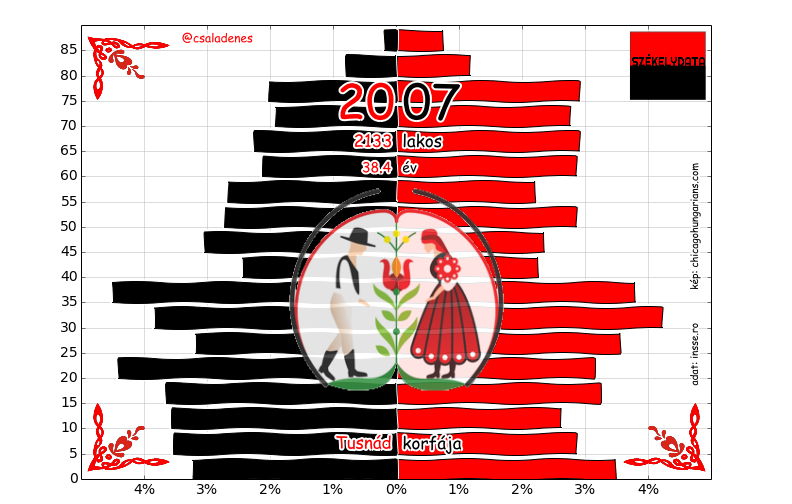 @csaladenes
SZÉKELYDATA
2007
2133 lakos
38.4 év
kép: chicagohungarians.com
adat: insse.ro
Tusnád korfája
85
80
75
70
65
60
55
50
45
40
35
30
25
20
15
10
5
0
4% 3% 2% 1% 0% 1% 2% 3% 4%